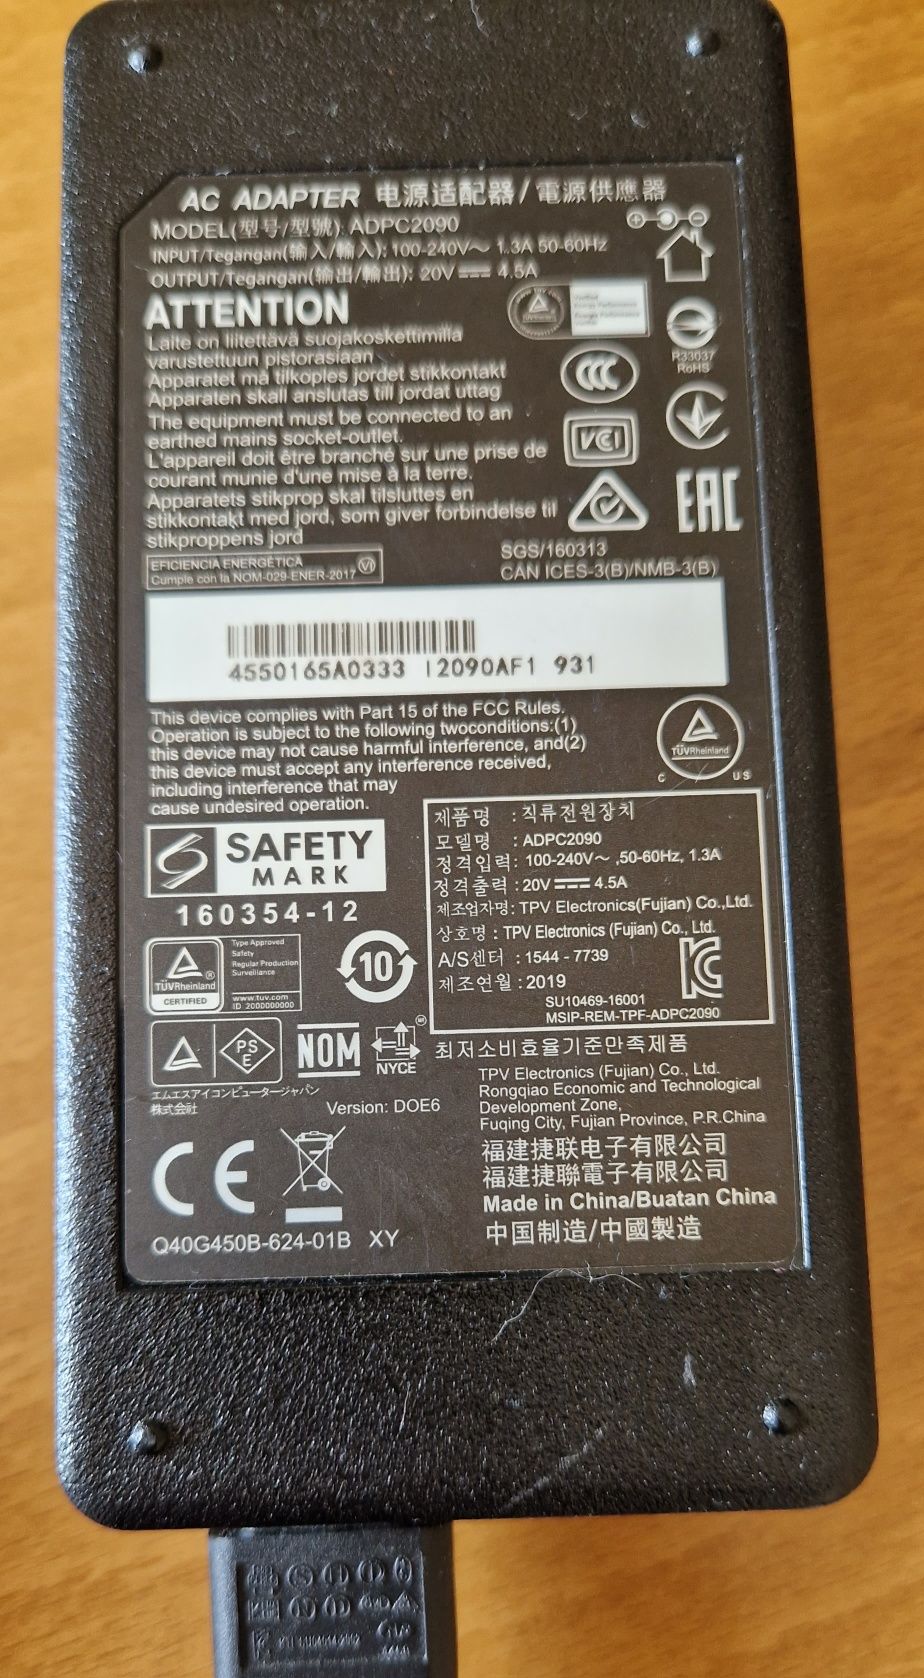 AC ADAPTER 电源适配器/電源供應器
MODEL(型号/型號): ADPC2090
INPUT/Tegangan(输入/輸入): 100-240V～ 1.3A 50-60Hz
OUTPUT/Tegangan(输出/輸出): 20V⎓ 4.5A
ATTENTION
Laite on liitettävä suojakoskettimilla
varustettuun pistorasiaan
Apparatet må tilkoples jordet stikkontakt
Apparaten skall anslutas till jordat uttag
The equipment must be connected to an
earthed mains socket-outlet.
L'appareil doit être branché sur une prise de
courant munie d'une mise à la terre.
Apparatets stikprop skal tilsluttes en
stikkontakt med jord, som giver forbindelse til
stikproppens jord
R33037
RoHS
CCC
VCI
EAC
EFICIENCIA ENERGÉTICA
Cumple con la NOM-029-ENER-2017 VI
SGS/160313
CAN ICES-3(B)/NMB-3(B)
4550165A0333 I2090AF1 931
This device complies with Part 15 of the FCC Rules.
Operation is subject to the following twoconditions:(1)
this device may not cause harmful interference, and(2)
this device must accept any interference received,
including interference that may
cause undesired operation.
TÜVRheinland
C US
SAFETY
MARK
160354-12
제품명 : 직류전원장치
모델명 : ADPC2090
정격입력: 100-240V～ ,50-60Hz, 1.3A
정격출력 : 20V⎓ 4.5A
제조업자명: TPV Electronics(Fujian) Co.,Ltd.
상호명 : TPV Electronics (Fujian) Co., Ltd.
A/S센터 : 1544 - 7739
제조연월 : 2019
SU10469-16001
MSIP-REM-TPF-ADPC2090
TÜVRheinland®
CERTIFIED
Type Approved
Safety
Regular Production
Surveillance
www.tuv.com
ID 2000000000
10
PS
E
NOM
NYCE
최저소비효율기준만족제품
エムエスアイコンピュータージャパン
株式会社
Version: DOE6
TPV Electronics (Fujian) Co., Ltd.
Rongqiao Economic and Technological
Development Zone,
Fuqing City, Fujian Province, P.R.China
福建捷联电子有限公司
福建捷聯電子有限公司
Made in China/Buatan China
中国制造/中國製造
CE
Q40G450B-624-01B XY